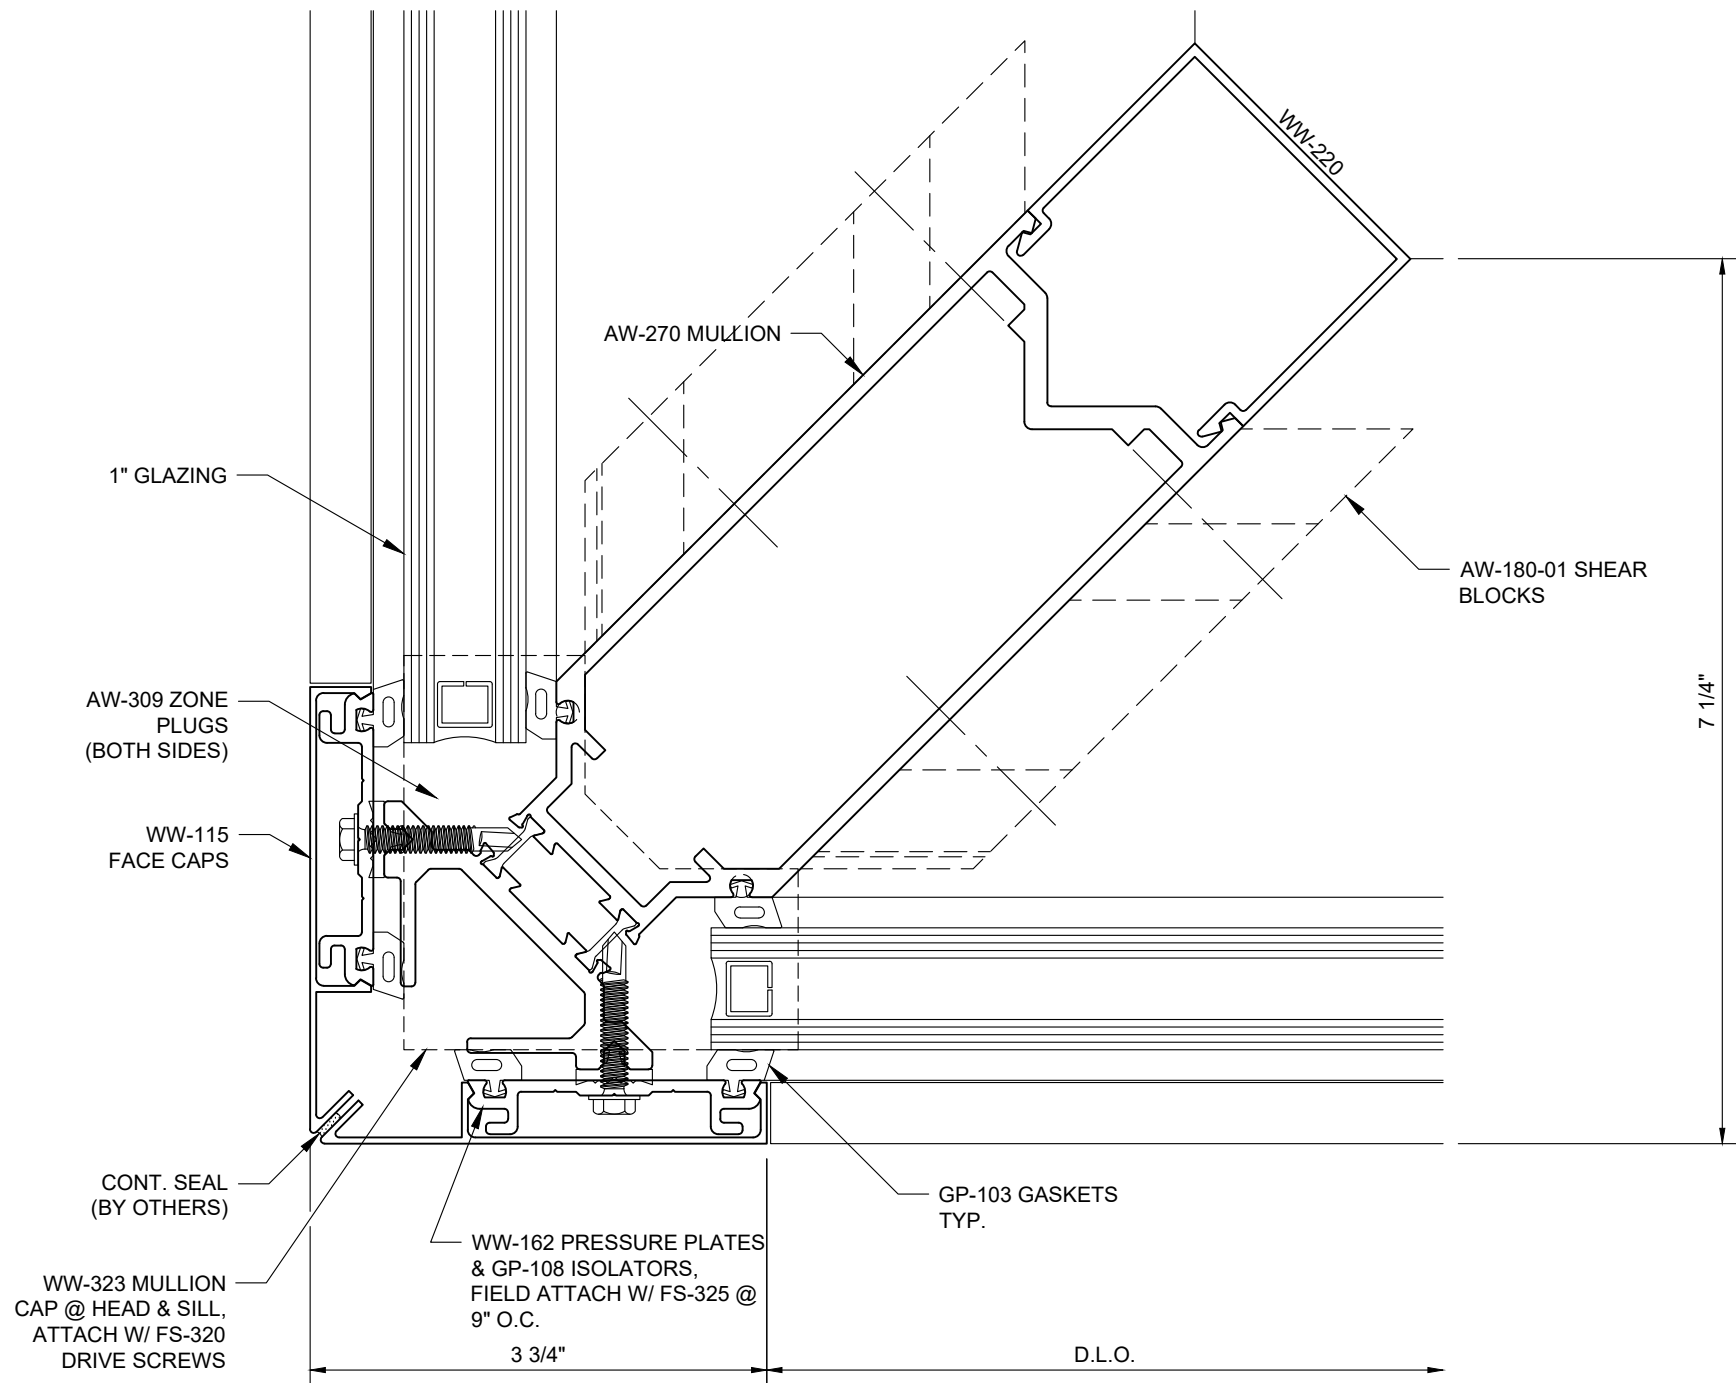 WW-220
AW-270 MULLION
1" GLAZING
AW-180-01 SHEAR
BLOCKS
AW-309 ZONE
PLUGS
(BOTH SIDES)
7 1/4"
WW-115
FACE CAPS
CONT. SEAL
(BY OTHERS)
GP-103 GASKETS
TYP.
WW-162 PRESSURE PLATES
& GP-108 ISOLATORS,
FIELD ATTACH W/ FS-325 @
9" O.C.
WW-323 MULLION
CAP @ HEAD & SILL,
ATTACH W/ FS-320
DRIVE SCREWS
3 3/4"
D.L.O.